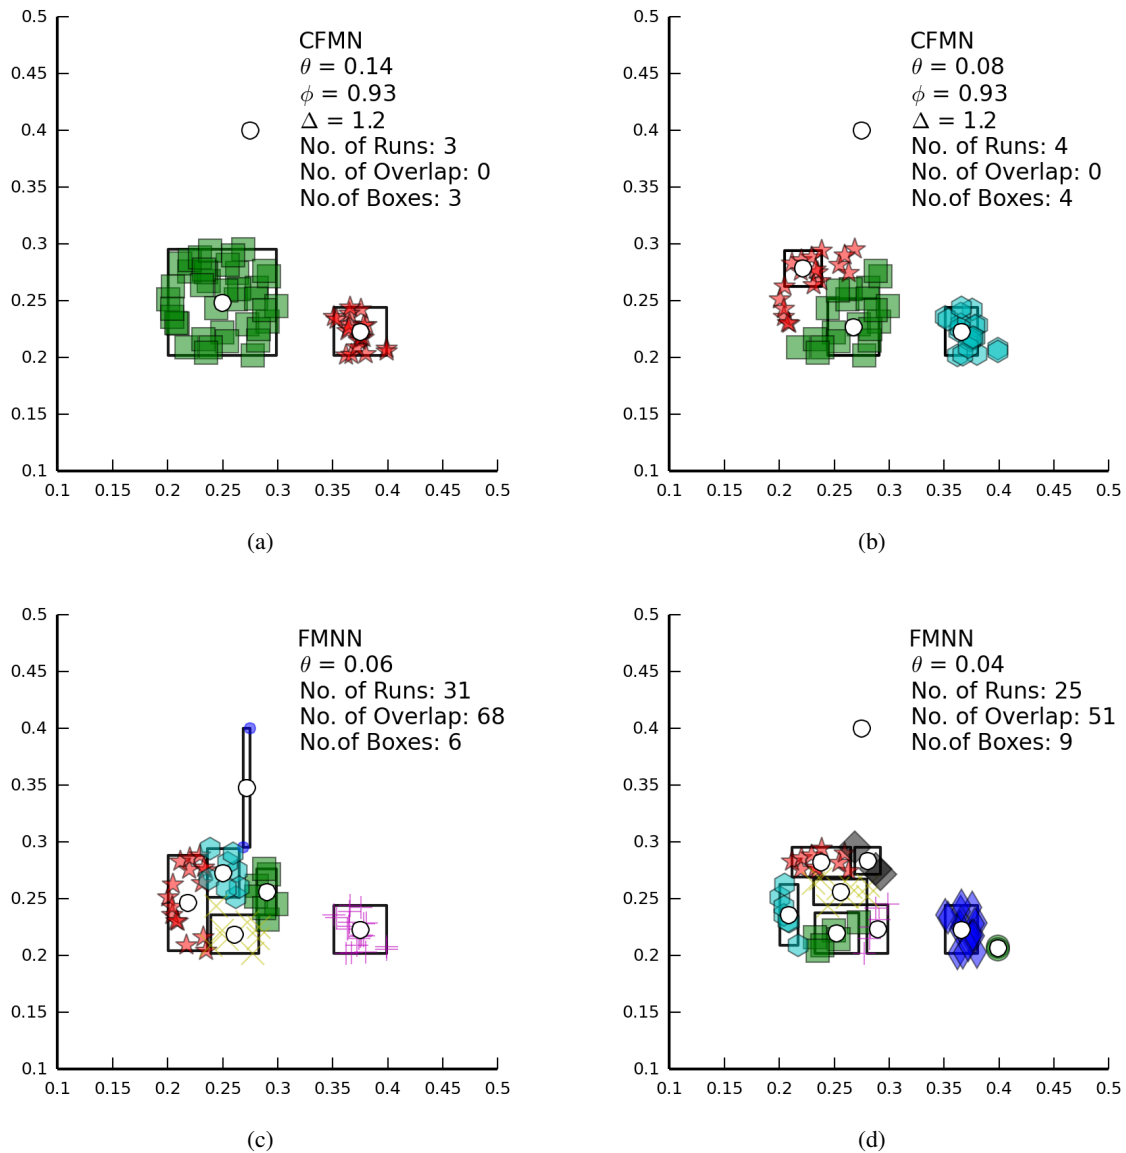 0.5
0.45
0.4
0.35
0.3
0.25
0.2
0.15
0.1
0.1 0.15 0.2 0.25 0.3 0.35 0.4 0.45 0.5
CFMN
θ = 0.14
ϕ = 0.93
Δ = 1.2
No. of Runs: 3
No. of Overlap: 0
No.of Boxes: 3
(a)
0.5
0.45
0.4
0.35
0.3
0.25
0.2
0.15
0.1
0.1 0.15 0.2 0.25 0.3 0.35 0.4 0.45 0.5
CFMN
θ = 0.08
ϕ = 0.93
Δ = 1.2
No. of Runs: 4
No. of Overlap: 0
No.of Boxes: 4
(b)
0.5
0.45
0.4
0.35
0.3
0.25
0.2
0.15
0.1
0.1 0.15 0.2 0.25 0.3 0.35 0.4 0.45 0.5
FMNN
θ = 0.06
No. of Runs: 31
No. of Overlap: 68
No.of Boxes: 6
(c)
0.5
0.45
0.4
0.35
0.3
0.25
0.2
0.15
0.1
0.1 0.15 0.2 0.25 0.3 0.35 0.4 0.45 0.5
FMNN
θ = 0.04
No. of Runs: 25
No. of Overlap: 51
No.of Boxes: 9
(d)